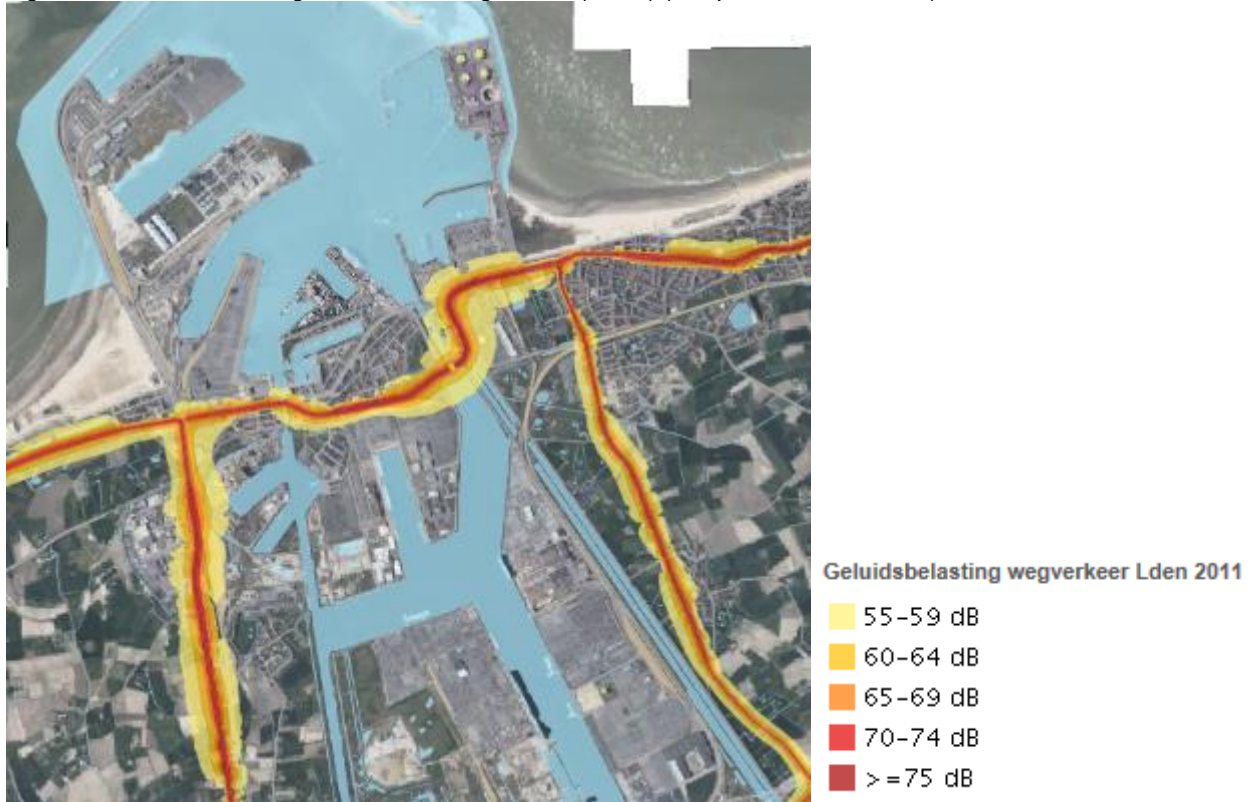 Geluidsbelasting wegverkeer Lden 2011
55-59 dB
60-64 dB
65-69 dB
70-74 dB
>=75 dB